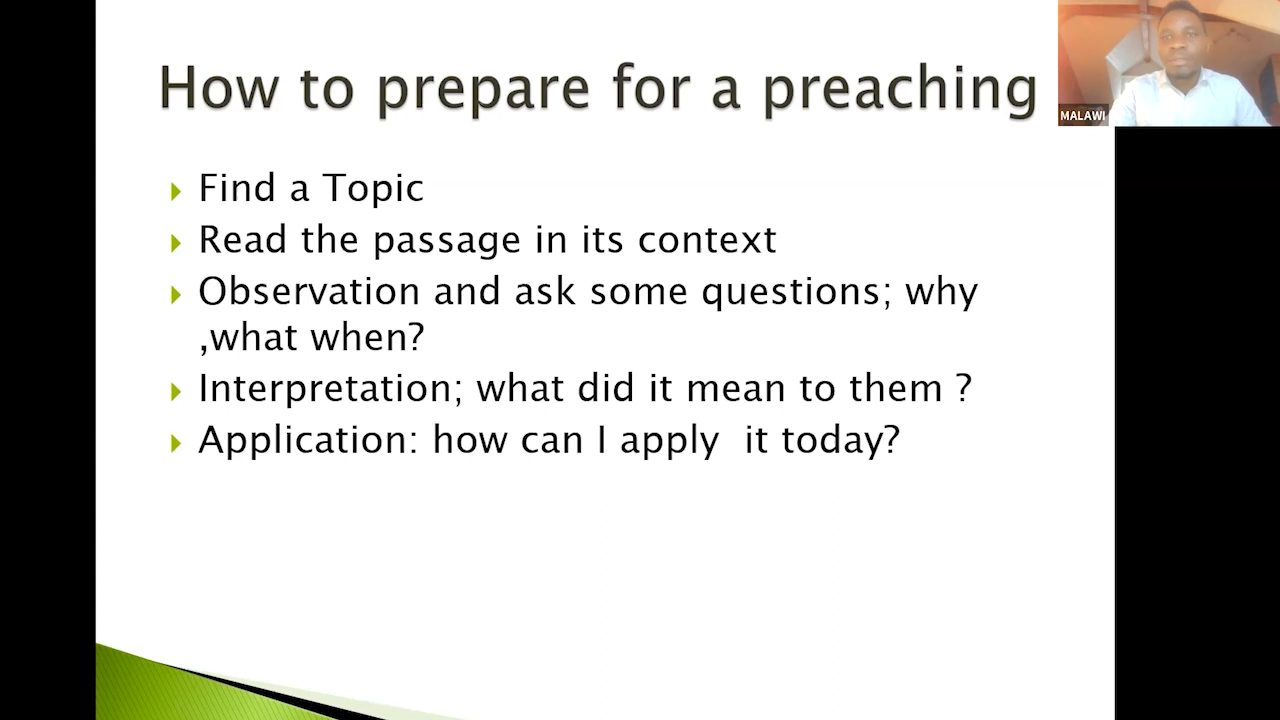 How to prepare for a preaching
MALAWI
Find a Topic
Read the passage in its context
Observation and ask some questions; why
,what when?
Interpretation; what did it mean to them ?
Application: how can I apply  it today?